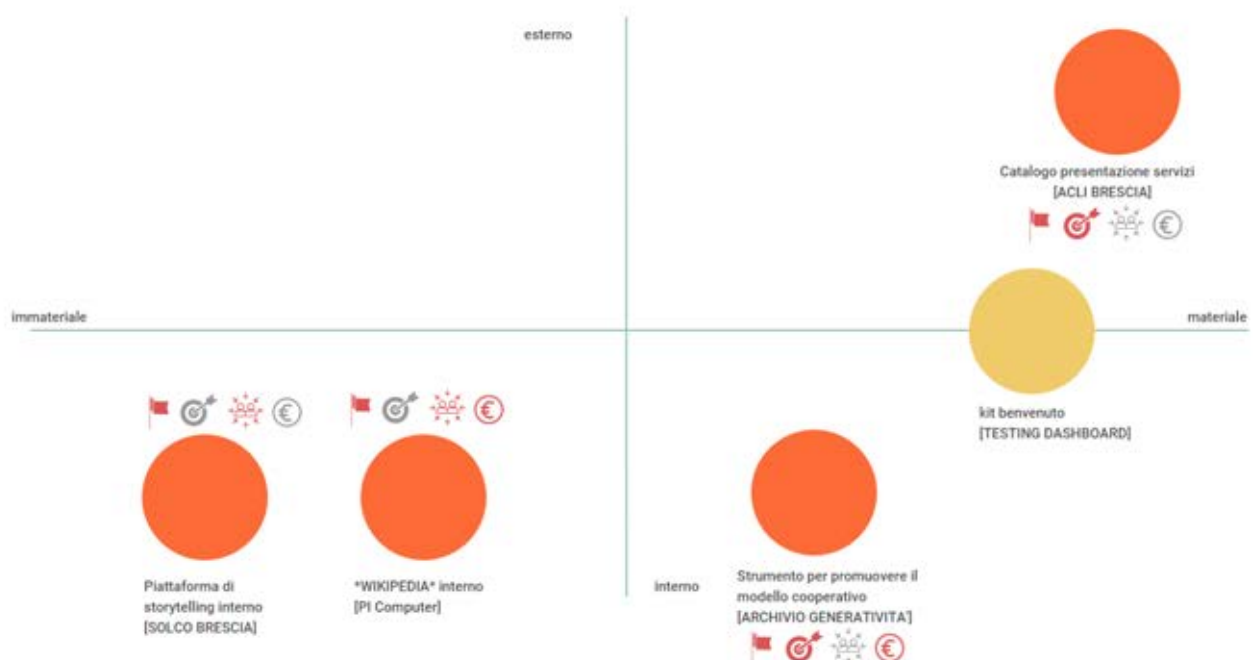 esterno
Catalogo presentazione servizi
[ACLI BRESCIA]
€
immateriale
materiale
kit benvenuto
[TESTING DASHBOARD]
€
€
Piattaforma di
storytelling interno
[SOLCO BRESCIA]
*WIKIPEDIA* interno
[PI Computer]
interno
Strumento per promuovere il
modello cooperativo
[ARCHIVIO GENERATIVITA']
€